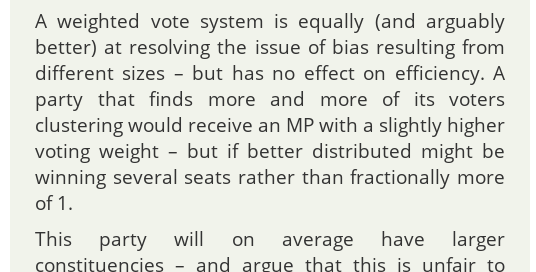 A weighted vote system is equally (and arguably
better) at resolving the issue of bias resulting from
different sizes – but has no effect on efficiency. A
party that finds more and more of its voters
clustering would receive an MP with a slightly higher
voting weight – but if better distributed might be
winning several seats rather than fractionally more
of 1.
This party will on average have larger
constituencies – and argue that this is unfair to